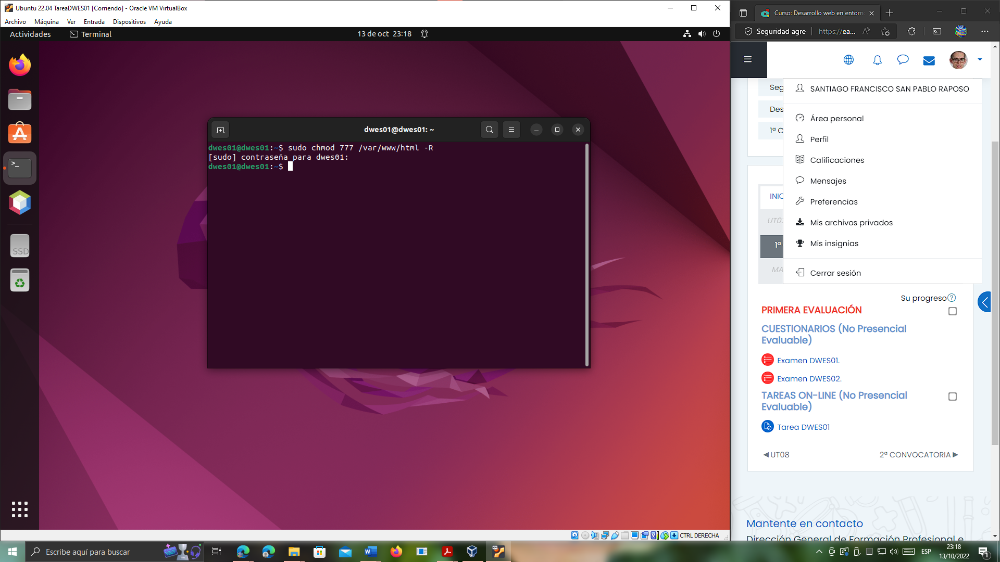 Ubuntu 22.04 TareaDWES01 [Corriendo] - Oracle VM VirtualBox
Archivo Máquina Ver Entrada Dispositivos Ayuda
Actividades Terminal 13 de oct 23:18
dwes01@dwes01: ~
dwes01@dwes01:~$ sudo chmod 777 /var/www/html -R
[sudo] contraseña para dwes01:
dwes01@dwes01:~$
SSD
CTRL DERECHA
Curso: Desarrollo web en entorn
Seguridad agre https://ea...
SANTIAGO FRANCISCO SAN PABLO RAPOSO
Área personal
Perfil
Calificaciones
Mensajes
Preferencias
Mis archivos privados
Mis insignias
Cerrar sesión
Seg
Des
1ª C
INIC
UT03
1ª
MA
Su progreso
PRIMERA EVALUACIÓN
CUESTIONARIOS (No Presencial
Evaluable)
Examen DWES01.
Examen DWES02.
TAREAS ON-LINE (No Presencial
Evaluable)
Tarea DWES01
◀UT08 2ª CONVOCATORIA▶
Mantente en contacto
Dirección General de Formación Profesional e
Escribe aquí para buscar
ESP
23:18
13/10/2022
1